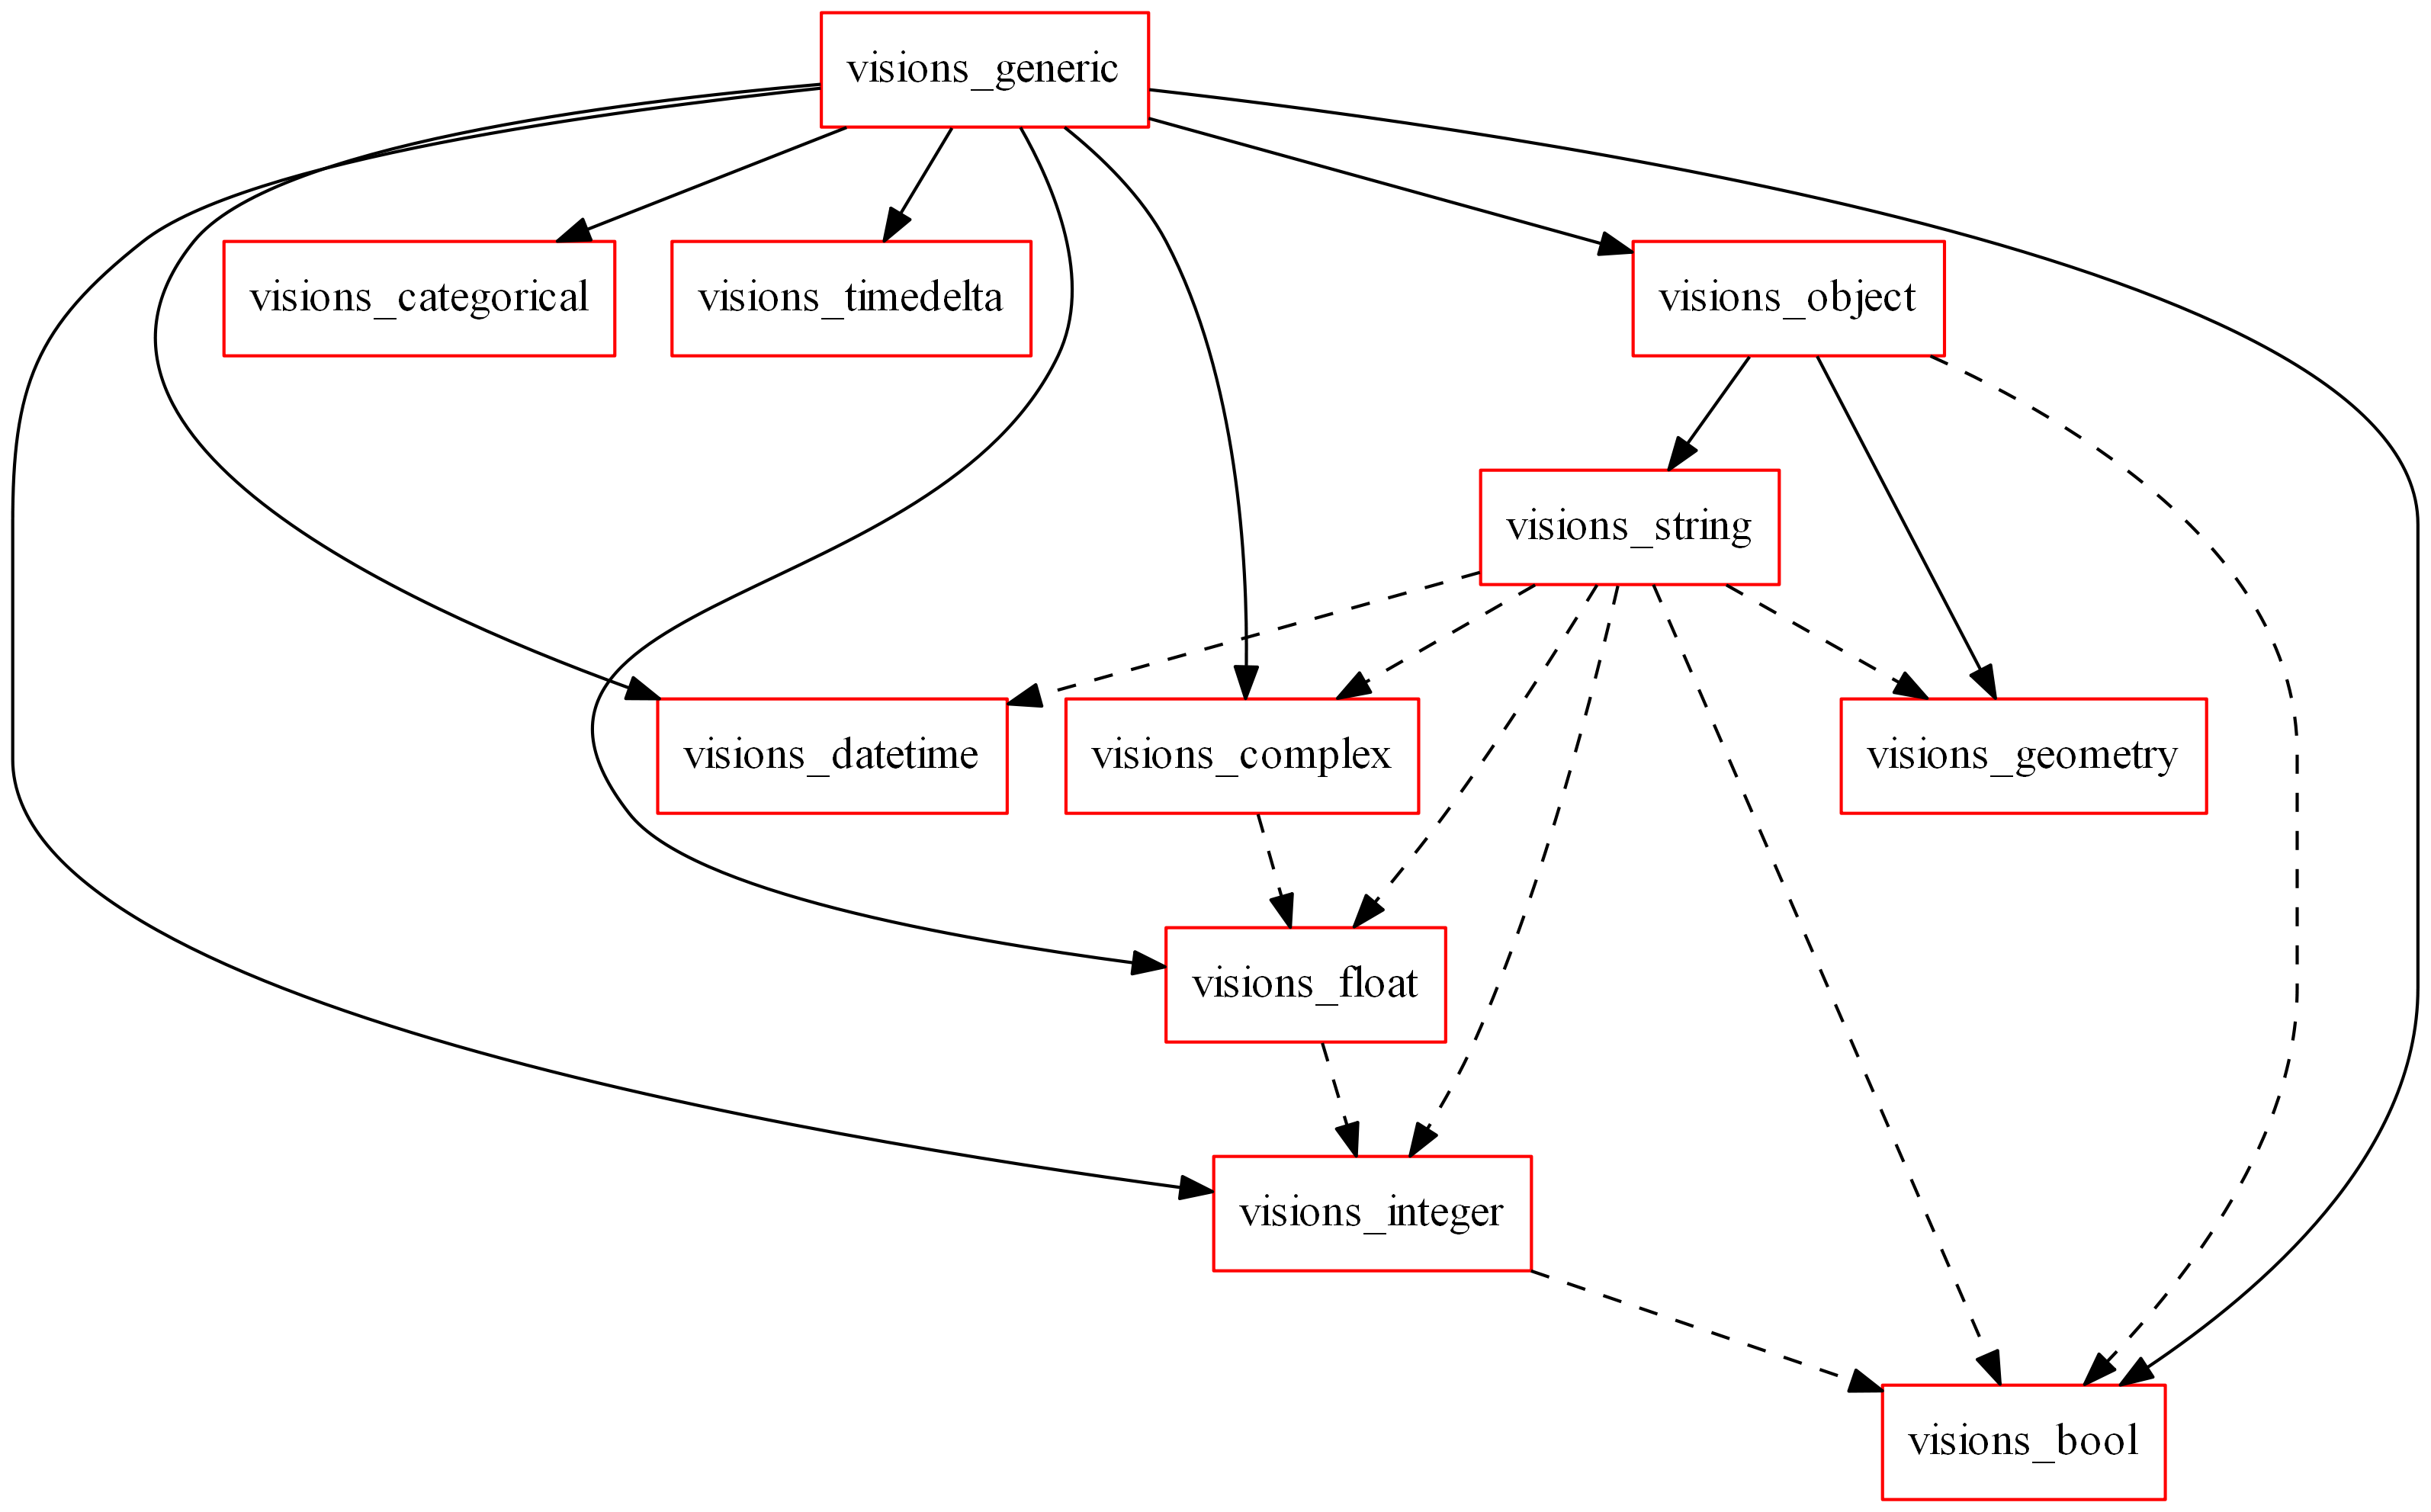 visions_generic
visions_categorical
visions_timedelta
visions_object
visions_string
visions_datetime
visions_complex
visions_geometry
visions_float
visions_integer
visions_bool